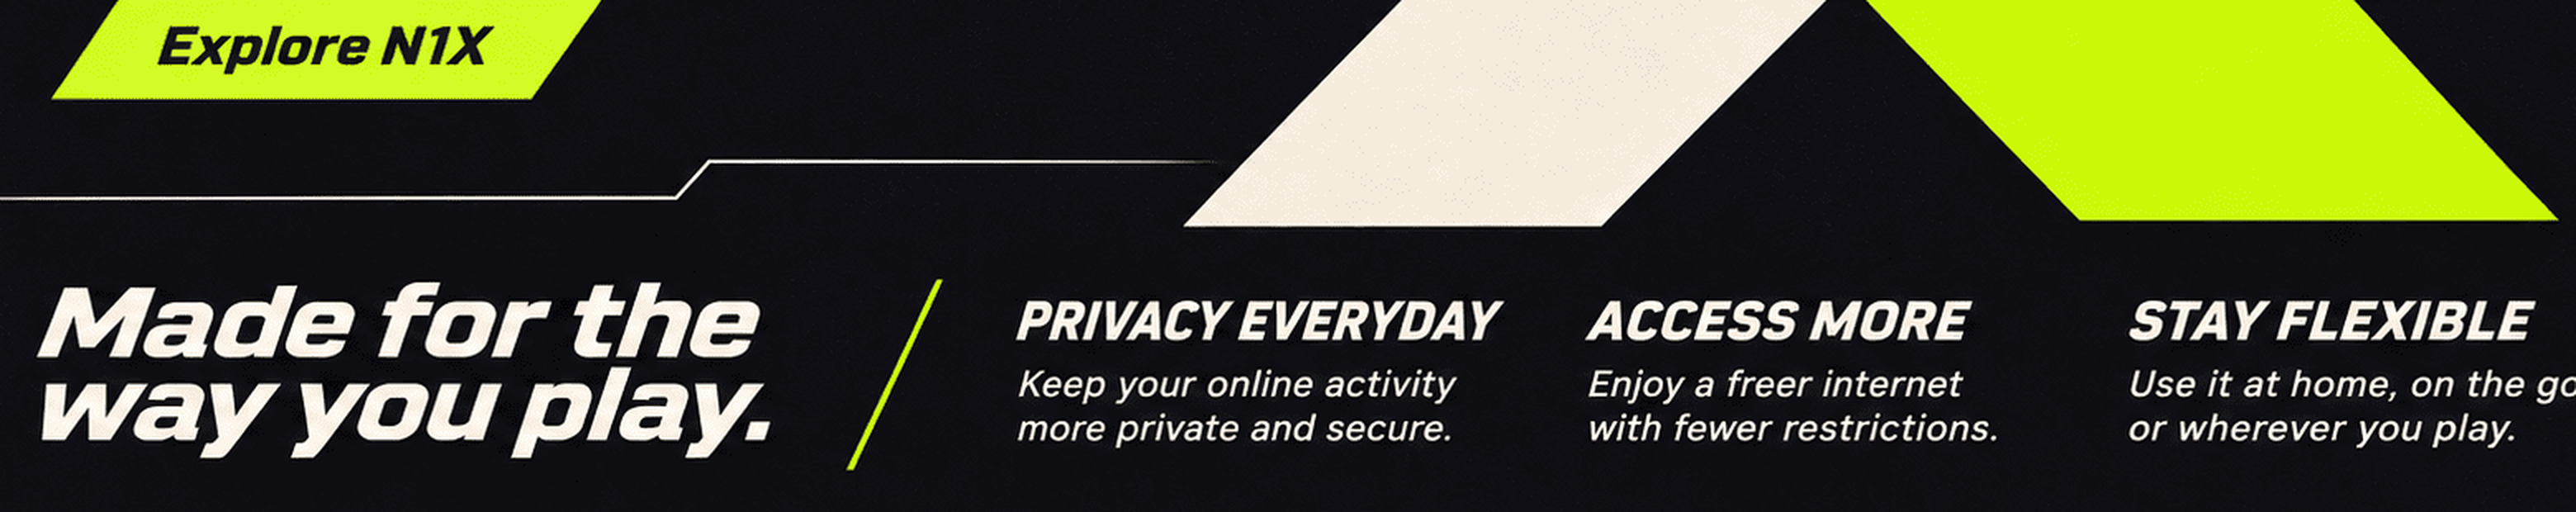 Explore N1X
Made for the
way you play.
PRIVACY EVERYDAY
Keep your online activity
more private and secure.
ACCESS MORE
Enjoy a freer internet
with fewer restrictions.
STAY FLEXIBLE
Use it at home, on the go
or wherever you play.